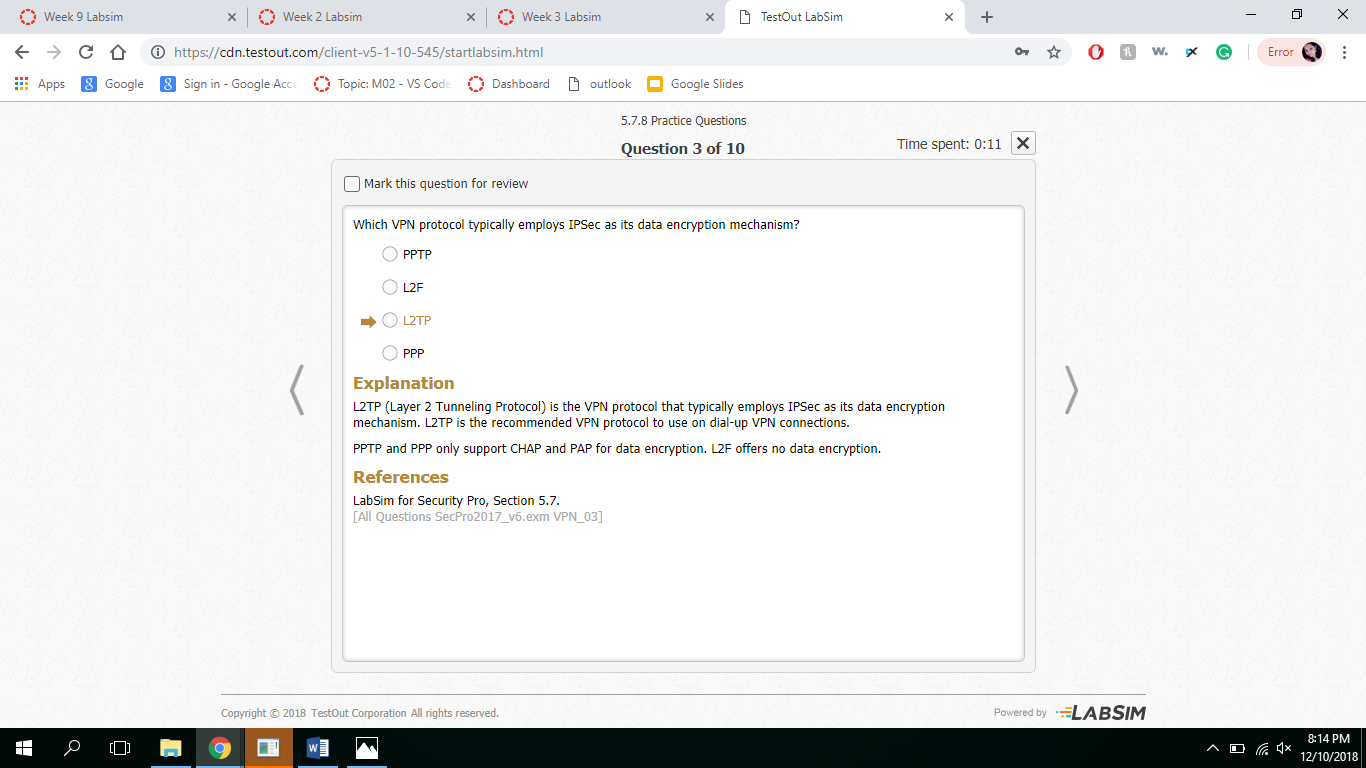 Week 9 Labsim
Week 2 Labsim
Week 3 Labsim
TestOut LabSim
https://cdn.testout.com/client-v5-1-10-545/startlabsim.html
Error
Apps
Google
Sign in - Google Acco
Topic: M02 - VS Code
Dashboard
outlook
Google Slides
5.7.8 Practice Questions
Question 3 of 10
Time spent: 0:11
Mark this question for review
Which VPN protocol typically employs IPSec as its data encryption mechanism?
PPTP
L2F
L2TP
PPP
Explanation
L2TP (Layer 2 Tunneling Protocol) is the VPN protocol that typically employs IPSec as its data encryption
mechanism. L2TP is the recommended VPN protocol to use on dial-up VPN connections.
PPTP and PPP only support CHAP and PAP for data encryption. L2F offers no data encryption.
References
LabSim for Security Pro, Section 5.7.
[All Questions SecPro2017_v6.exm VPN_03]
Copyright © 2018 TestOut Corporation All rights reserved.
Powered by LABSIM
8:14 PM
12/10/2018